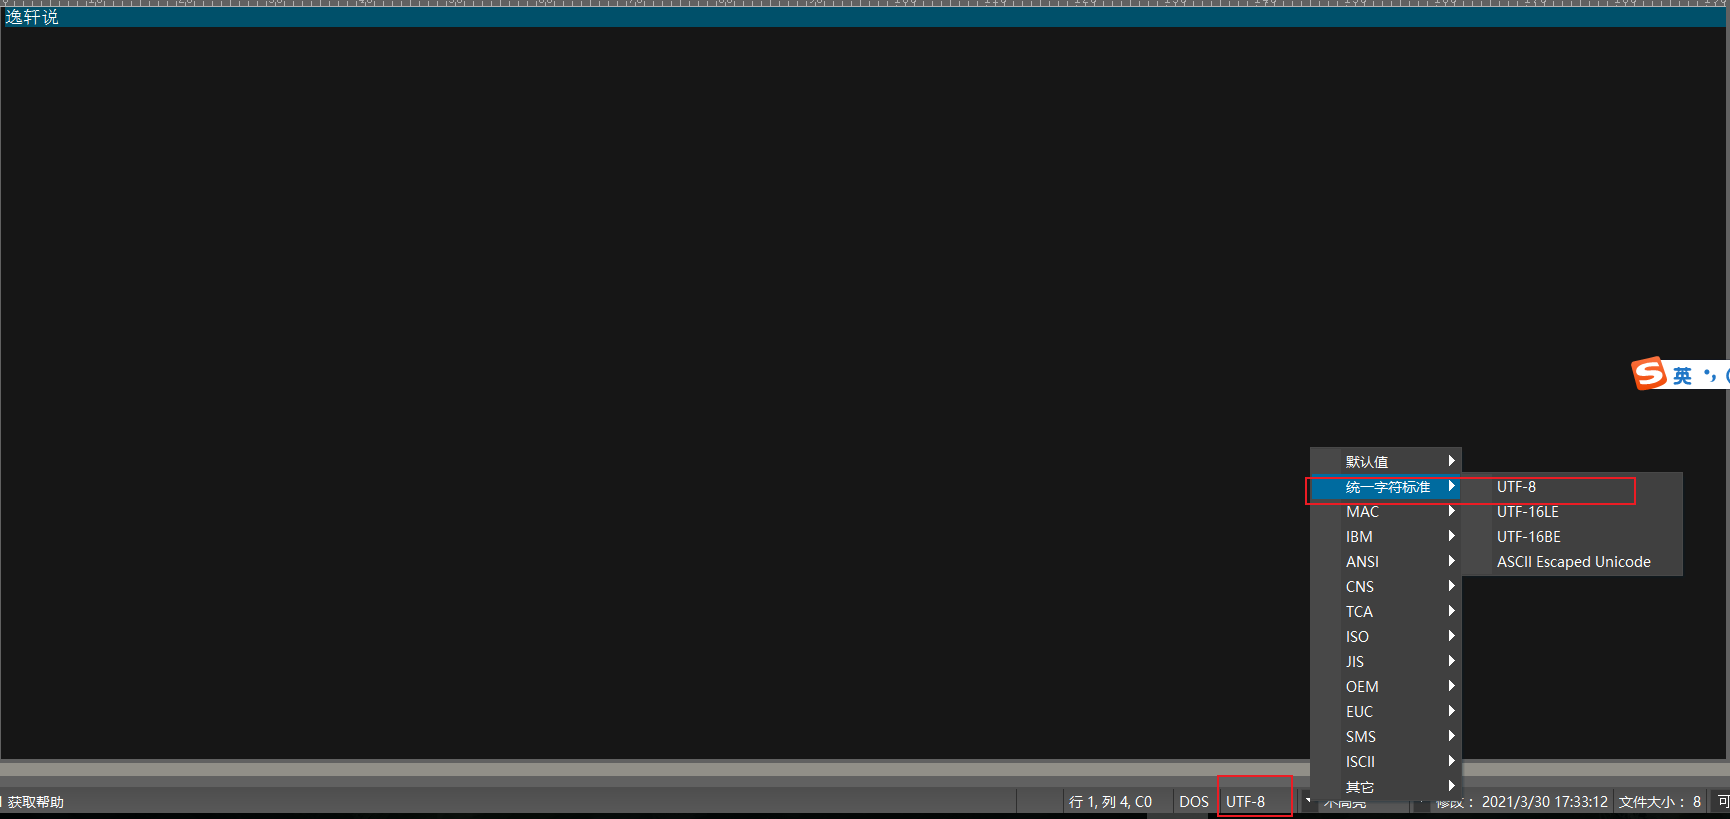 逸轩说
英
默认值
统一字符标准
UTF-8
MAC
UTF-16LE
IBM
UTF-16BE
ANSI
ASCII Escaped Unicode
CNS
TCA
ISO
JIS
OEM
EUC
SMS
ISCII
其它
获取帮助
行 1, 列 4, C0
DOS
UTF-8
不高亮
修改： 2021/3/30 17:33:12
文件大小： 8
可